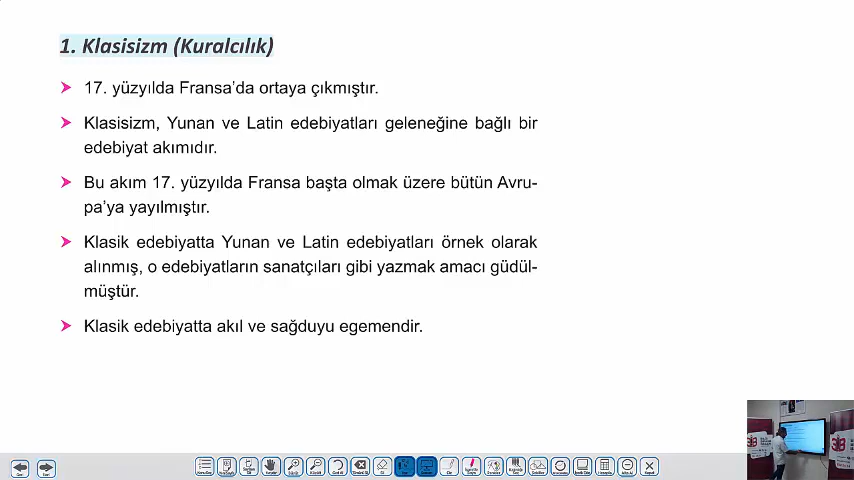 1. Klasisizm (Kuralcılık)
➤ 17. yüzyılda Fransa’da ortaya çıkmıştır.
➤ Klasisizm, Yunan ve Latin edebiyatları geleneğine bağlı bir
edebiyat akımıdır.
➤ Bu akım 17. yüzyılda Fransa başta olmak üzere bütün Avru-
pa’ya yayılmıştır.
➤ Klasik edebiyatta Yunan ve Latin edebiyatları örnek olarak
alınmış, o edebiyatların sanatçıları gibi yazmak amacı güdül-
müştür.
➤ Klasik edebiyatta akıl ve sağduyu egemendir.